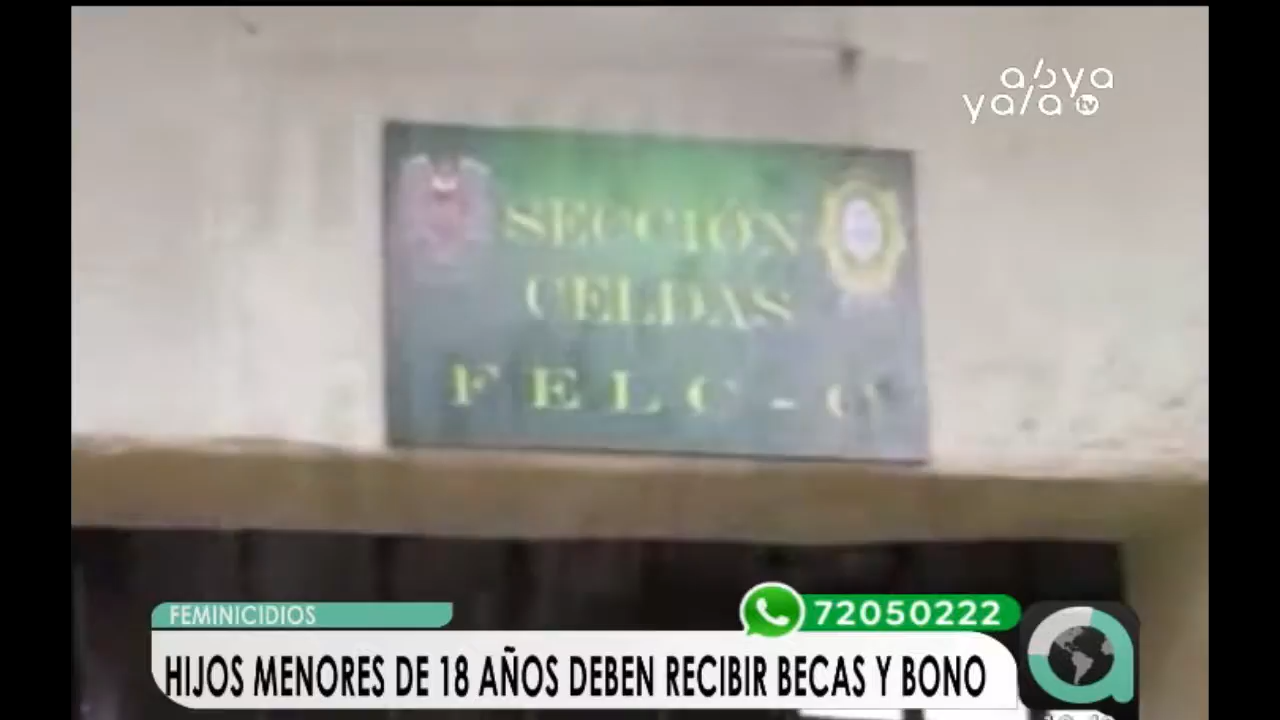 abya
yala tv
SECCIÓN
CELDAS
FELC -
FEMINICIDIOS
72050222
HIJOS MENORES DE 18 AÑOS DEBEN RECIBIR BECAS Y BONO